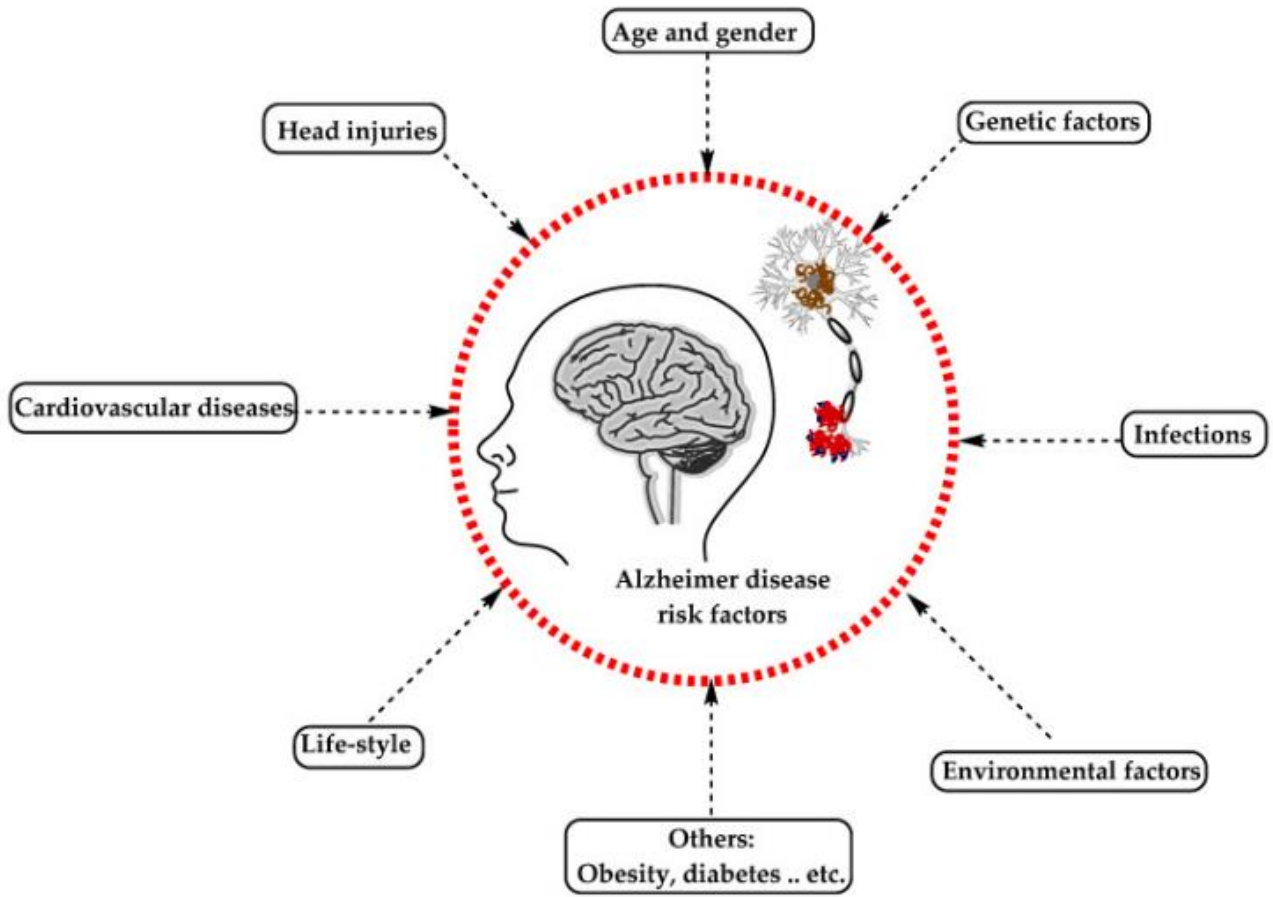 Age and gender
Head injuries
Genetic factors
Cardiovascular diseases
Infections
Alzheimer disease
risk factors
Life-style
Environmental factors
Others:
Obesity, diabetes .. etc.